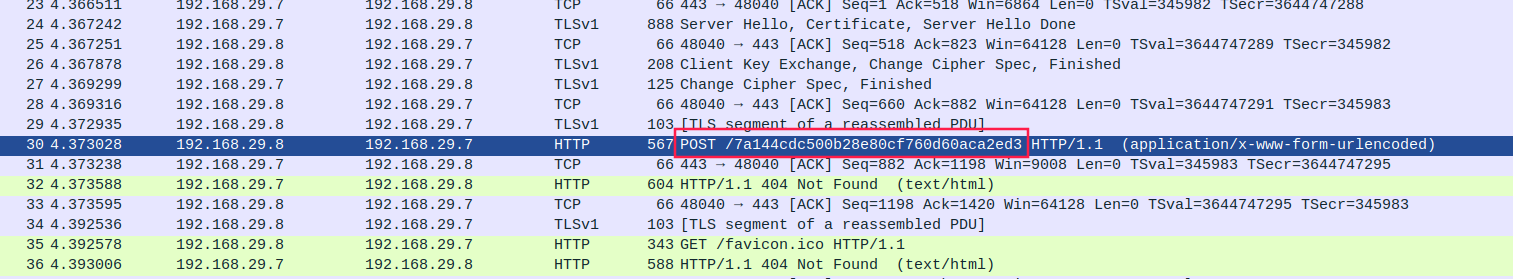 23 4.366511 192.168.29.7 192.168.29.8 TCP 66 443 → 48040 [ACK] Seq=1 Ack=518 Win=6864 Len=0 TSval=345982 TSecr=3644747288
24 4.367242 192.168.29.7 192.168.29.8 TLSv1 888 Server Hello, Certificate, Server Hello Done
25 4.367251 192.168.29.8 192.168.29.7 TCP 66 48040 → 443 [ACK] Seq=518 Ack=823 Win=64128 Len=0 TSval=3644747289 TSecr=345982
26 4.367878 192.168.29.8 192.168.29.7 TLSv1 208 Client Key Exchange, Change Cipher Spec, Finished
27 4.369299 192.168.29.7 192.168.29.8 TLSv1 125 Change Cipher Spec, Finished
28 4.369316 192.168.29.8 192.168.29.7 TCP 66 48040 → 443 [ACK] Seq=660 Ack=882 Win=64128 Len=0 TSval=3644747291 TSecr=345983
29 4.372935 192.168.29.8 192.168.29.7 TLSv1 103 [TLS segment of a reassembled PDU]
30 4.373028 192.168.29.8 192.168.29.7 HTTP 567 POST /7a144cdc500b28e80cf760d60aca2ed3 HTTP/1.1 (application/x-www-form-urlencoded)
31 4.373238 192.168.29.7 192.168.29.8 TCP 66 443 → 48040 [ACK] Seq=882 Ack=1198 Win=9008 Len=0 TSval=345983 TSecr=3644747295
32 4.373588 192.168.29.7 192.168.29.8 HTTP 604 HTTP/1.1 404 Not Found (text/html)
33 4.373595 192.168.29.8 192.168.29.7 TCP 66 48040 → 443 [ACK] Seq=1198 Ack=1420 Win=64128 Len=0 TSval=3644747295 TSecr=345983
34 4.392536 192.168.29.8 192.168.29.7 TLSv1 103 [TLS segment of a reassembled PDU]
35 4.392578 192.168.29.8 192.168.29.7 HTTP 343 GET /favicon.ico HTTP/1.1
36 4.393006 192.168.29.7 192.168.29.8 HTTP 588 HTTP/1.1 404 Not Found (text/html)